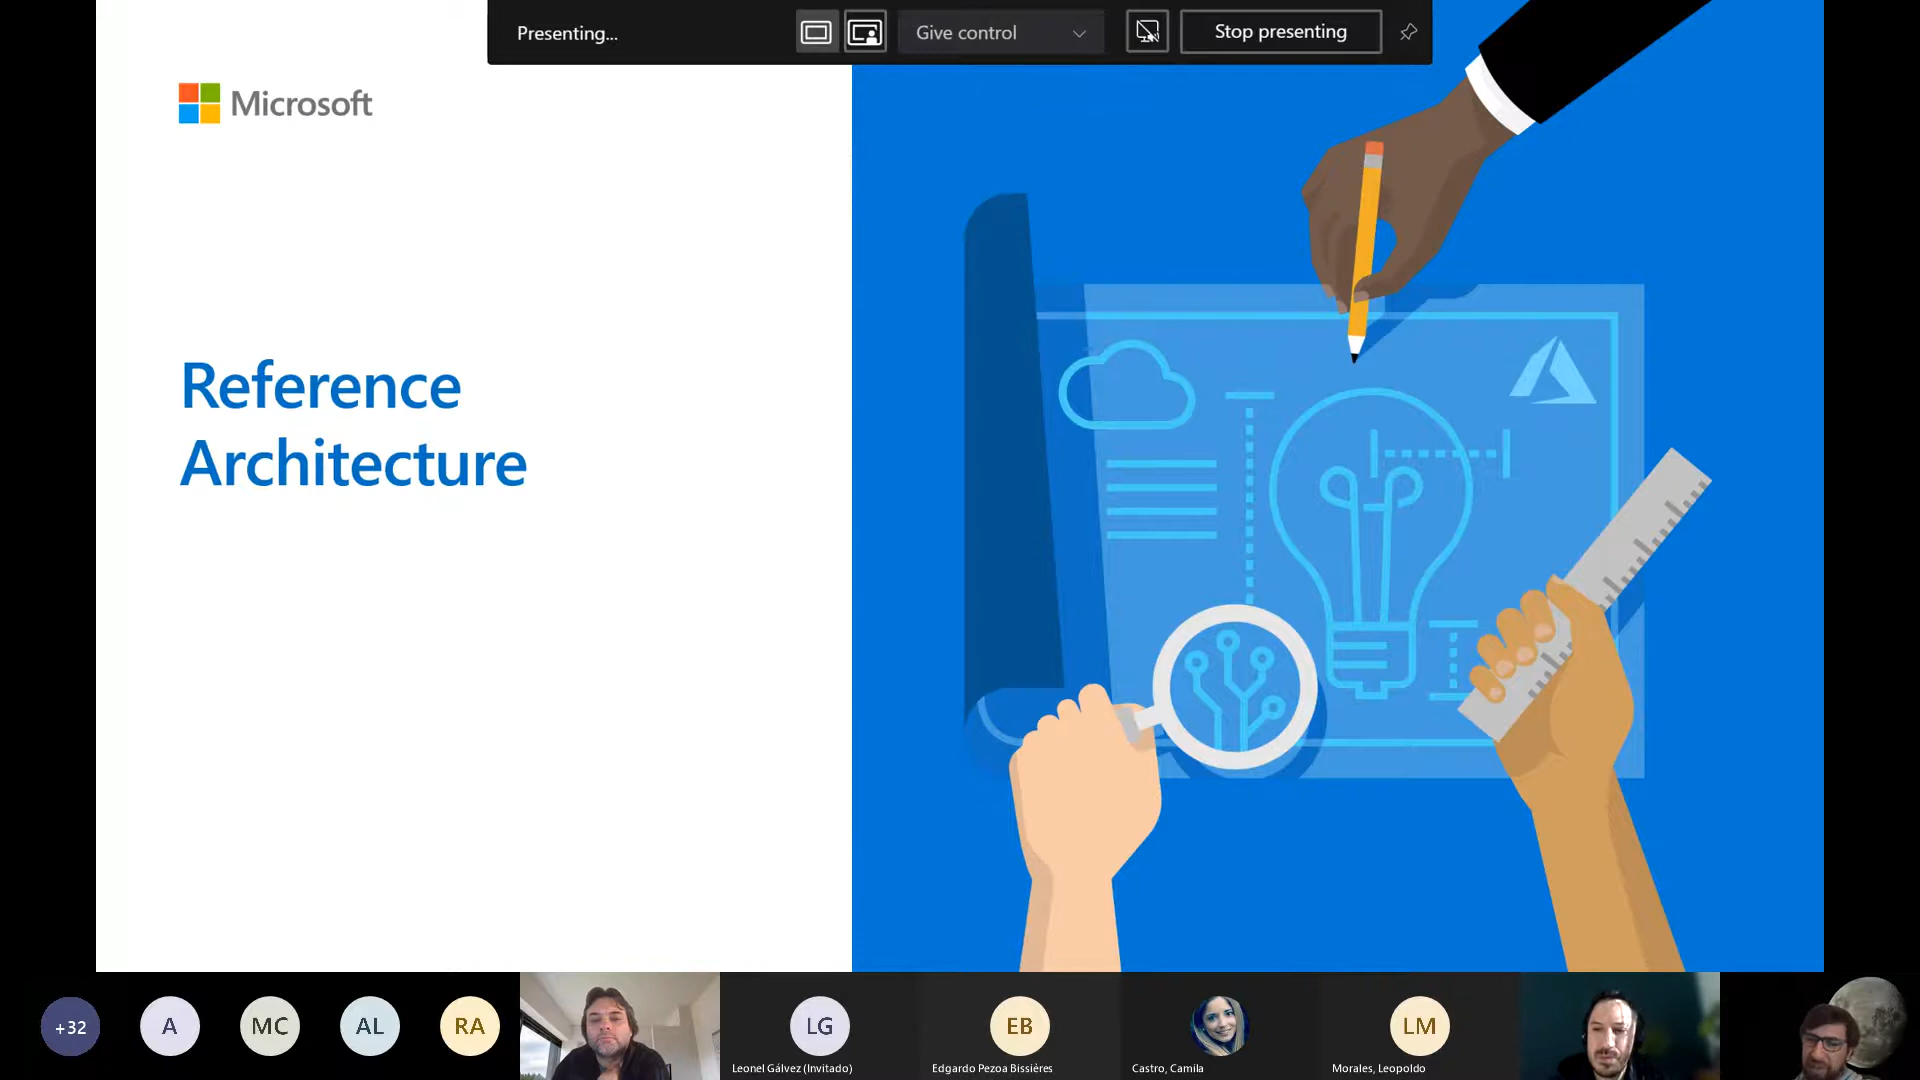 Presenting...
Give control
Stop presenting
Microsoft
Reference
Architecture
+32
A
MC
AL
RA
LG
EB
LM
Leonel Gálvez (Invitado)
Edgardo Pezoa Bissières
Castro, Camila
Morales, Leopoldo